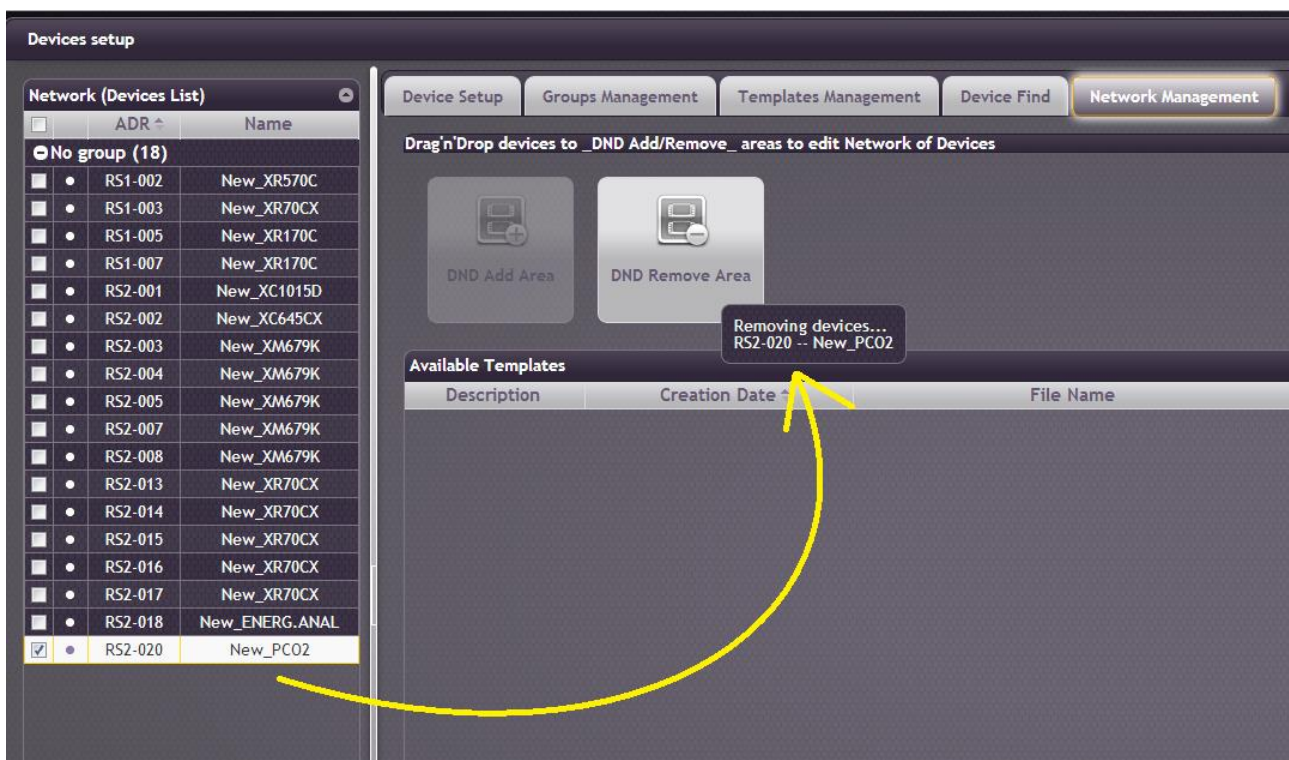 Devices setup
Network (Devices List)
ADR Name
No group (18)
RS1-002 New_XR570C
RS1-003 New_XR70CX
RS1-005 New_XR170C
RS1-007 New_XR170C
RS2-001 New_XC1015D
RS2-002 New_XC645CX
RS2-003 New_XM679K
RS2-004 New_XM679K
RS2-005 New_XM679K
RS2-007 New_XM679K
RS2-008 New_XM679K
RS2-013 New_XR70CX
RS2-014 New_XR70CX
RS2-015 New_XR70CX
RS2-016 New_XR70CX
RS2-017 New_XR70CX
RS2-018 New_ENERG.ANAL
RS2-020 New_PCO2
Device Setup Groups Management Templates Management Device Find Network Management
Drag'n'Drop devices to _DND Add/Remove_ areas to edit Network of Devices
DND Add Area DND Remove Area
Removing devices...
RS2-020 -- New_PCO2
Available Templates
Description Creation Date File Name